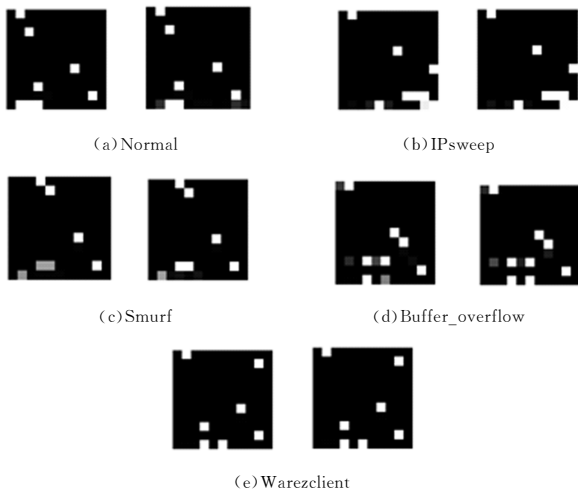 (a)Normal
(b)IPsweep
(c)Smurf
(d)Buffer_overflow
(e)Warezclient